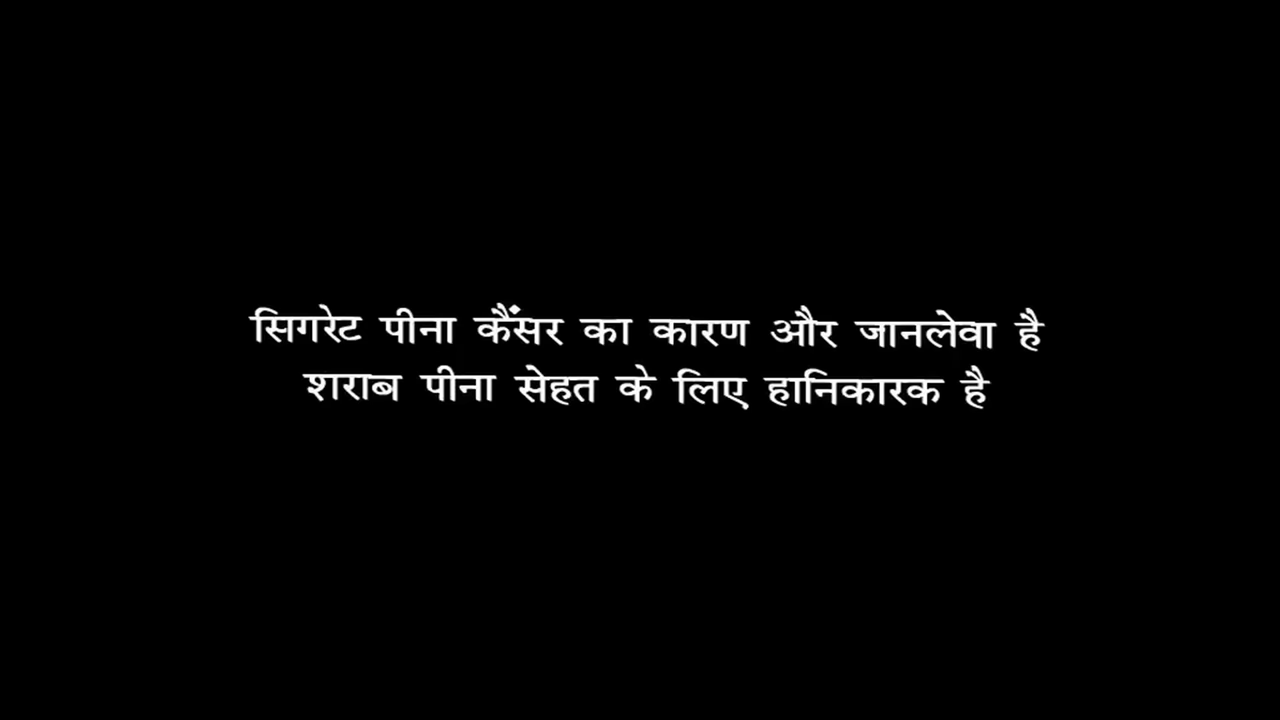 सिगरेट पीना कैंसर का कारण और जानलेवा है
शराब पीना सेहत के लिए हानिकारक है